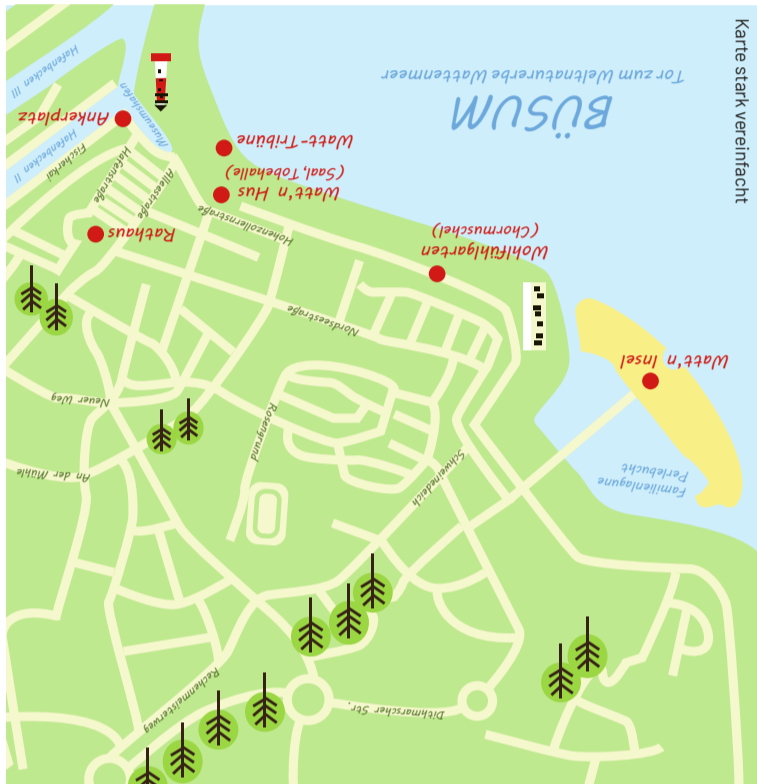 Karte stark vereinfacht
BÜSUM
Tor zum Weltnaturerbe Wattenmeer
Hafenbecken III
Museumshafen
Ankerplatz
Hafenbecken II
Fischerkai
Hafenstraße
Alleestraße
Watt-Tribüne
Watt'n Hus
(Saal, Tobehalle)
Rathaus
Hohenzollernstraße
Wohlfühlgarten
(Chormuschel)
Nordseestraße
Watt'n Insel
Familienlagune
Perlebucht
Neuer Weg
Rosengrund
An der Mühle
Schweinedeich
Rechenmeisterweg
Dithmarscher Str.